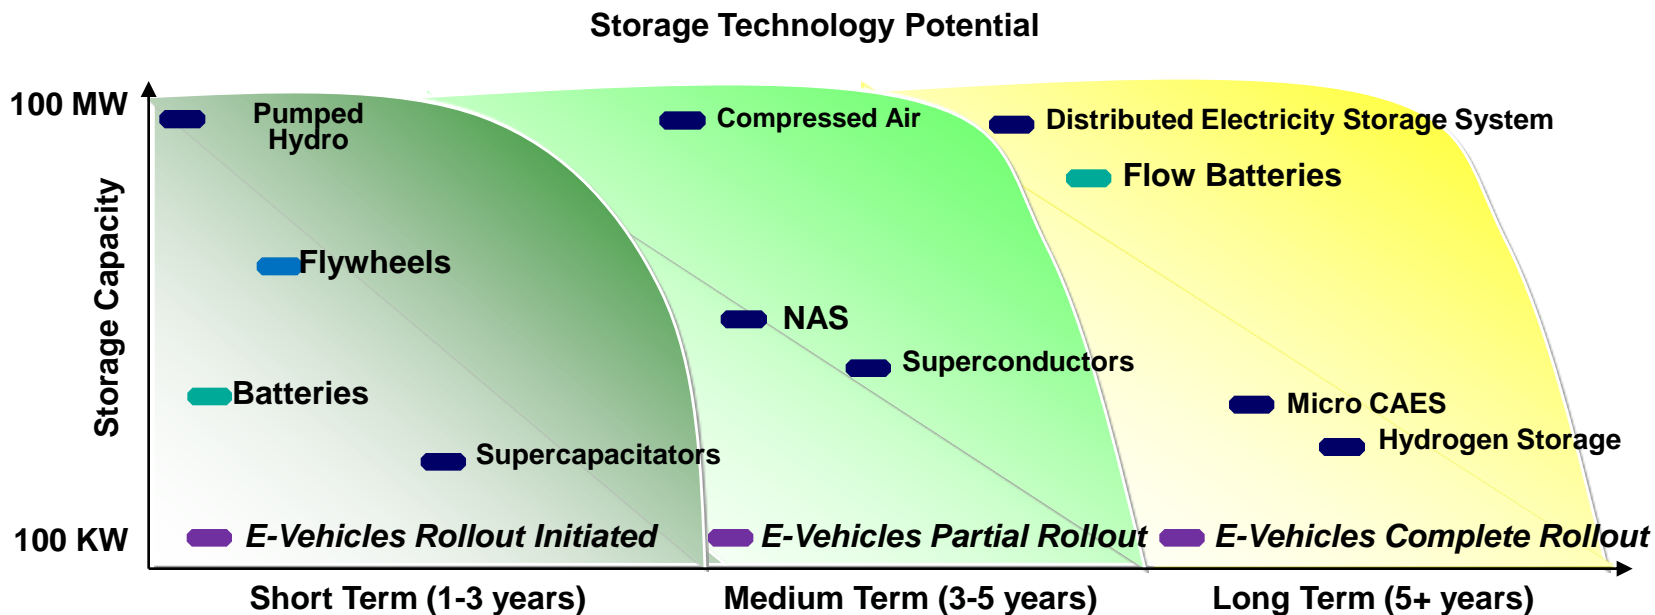 Storage Technology Potential
100 MW
Pumped
Hydro
Compressed Air
Distributed Electricity Storage System
Flow Batteries
Storage Capacity
Flywheels
NAS
Superconductors
Batteries
Micro CAES
Hydrogen Storage
Supercapacitators
100 KW
E-Vehicles Rollout Initiated
E-Vehicles Partial Rollout
E-Vehicles Complete Rollout
Short Term (1-3 years)
Medium Term (3-5 years)
Long Term (5+ years)